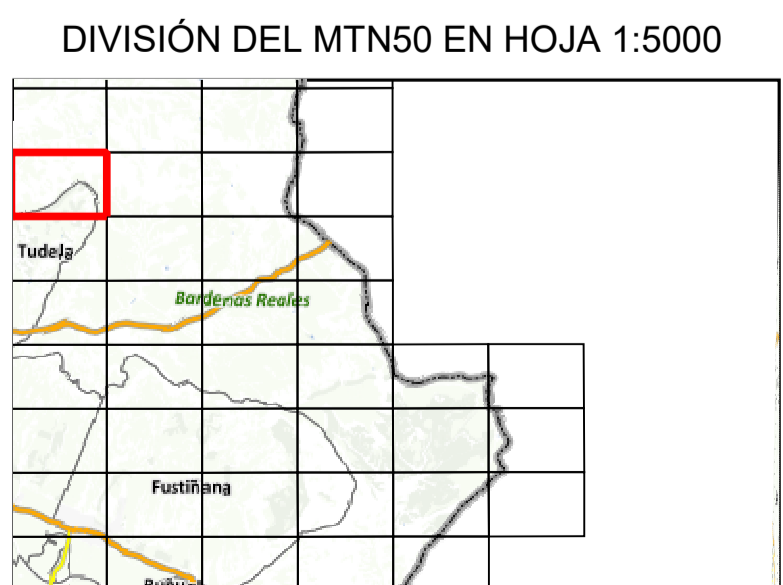 DIVISIÓN DEL MTN50 EN HOJA 1:5000
Tudela
Bardenas Reales
Fustiñana